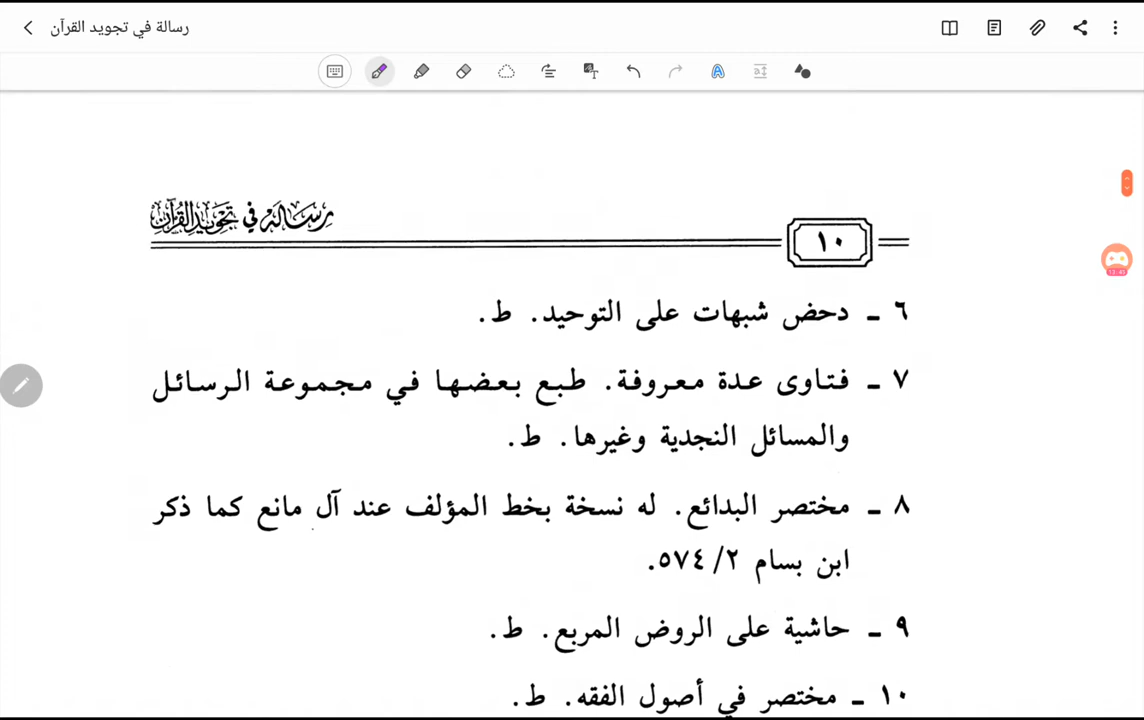 رسالة في تجويد القرآن
رسالة في تجويد القرآن
١٠
٦ ـ دحض شبهات على التوحيد. ط.
٧ ـ فتاوى عدة معروفة. طبع بعضها في مجموعة الرسائل
والمسائل النجدية وغيرها. ط.
٨ ـ مختصر البدائع. له نسخة بخط المؤلف عند آل مانع كما ذكر
ابن بسام ٢/ ٥٧٤.
٩ ـ حاشية على الروض المربع. ط.
١٠ ـ مختصر في أصول الفقه. ط.
12:45